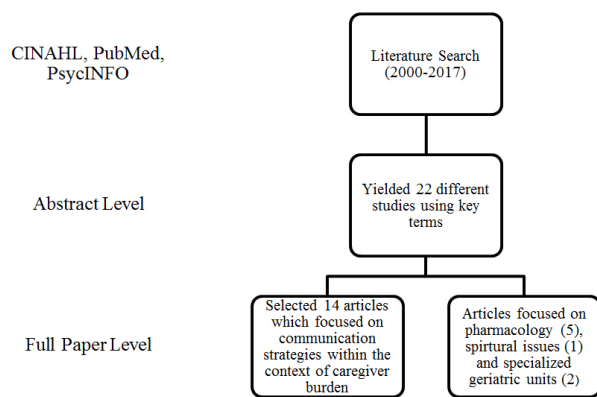 CINAHL, PubMed,
PsycINFO
Literature Search
(2000-2017)
Abstract Level
Yielded 22 different
studies using key
terms
Full Paper Level
Selected 14 articles
which focused on
communication
strategies within the
context of caregiver
burden
Articles focused on
pharmacology (5),
spirtural issues (1)
and specialized
geriatric units (2)